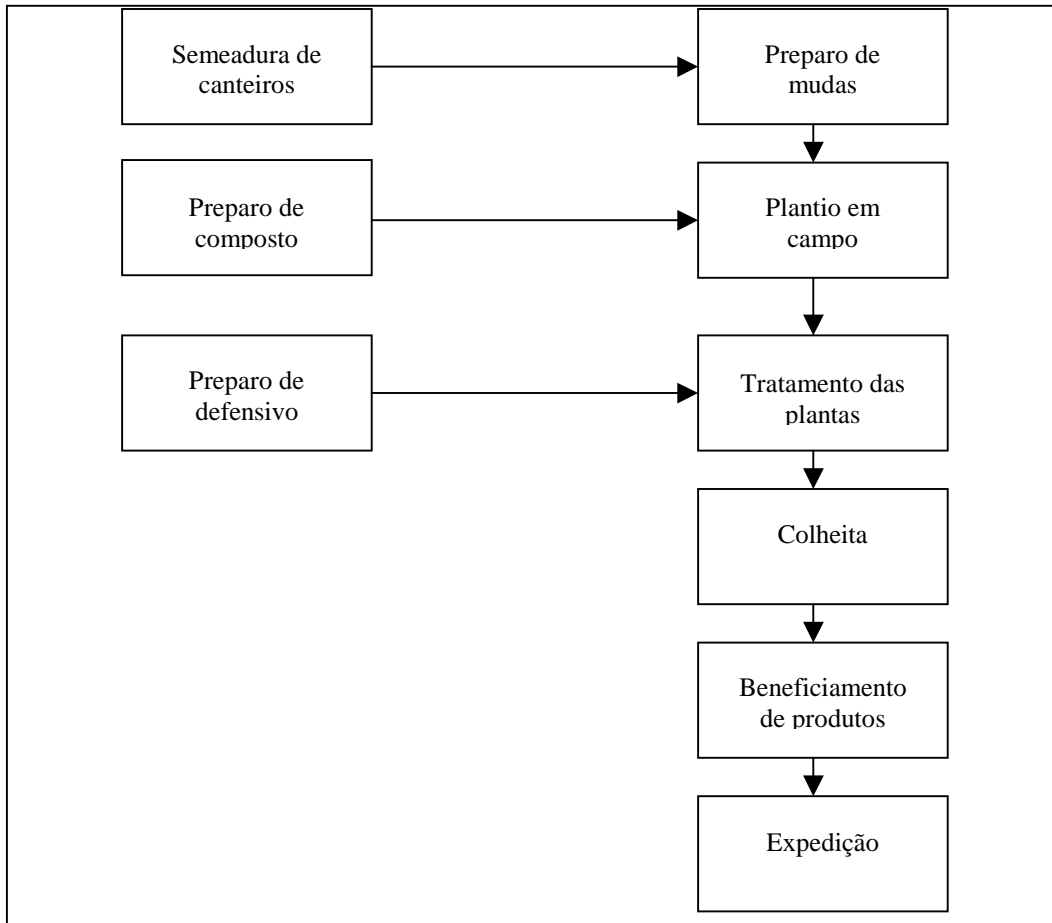 Semeadura de
canteiros
Preparo de
mudas
Preparo de
composto
Plantio em
campo
Preparo de
defensivo
Tratamento das
plantas
Colheita
Beneficiamento
de produtos
Expedição